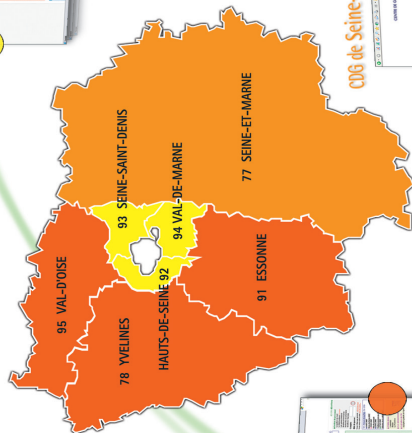 95 VAL-D'OISE
78 YVELINES
HAUTS-DE-SEINE 92
93 SEINE-SAINT-DENIS
94 VAL-DE-MARNE
77 SEINE-ET-MARNE
91 ESSONNE
CDG de Seine-